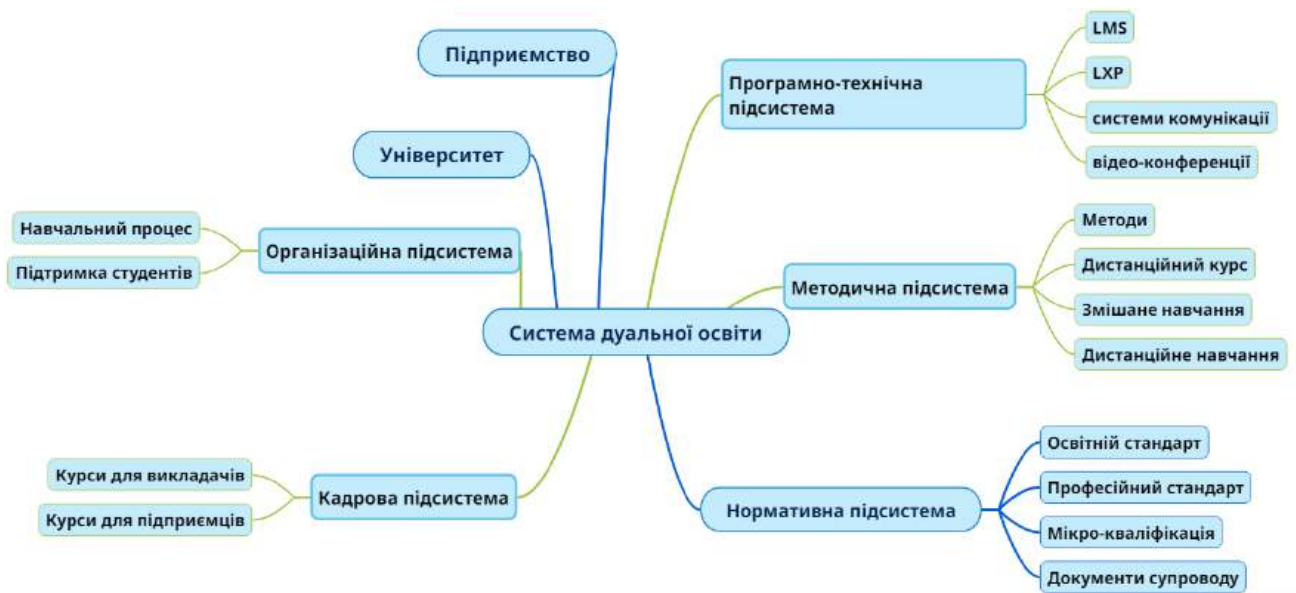 Підприємство
Університет
Організаційна підсистема
Навчальний процес
Підтримка студентів
Система дуальної освіти
Кадрова підсистема
Курси для викладачів
Курси для підприємців
Програмно-технічна
підсистема
LMS
LXP
системи комунікації
відео-конференції
Методична підсистема
Методи
Дистанційний курс
Змішане навчання
Дистанційне навчання
Нормативна підсистема
Освітній стандарт
Професійний стандарт
Мікро-кваліфікація
Документи супроводу